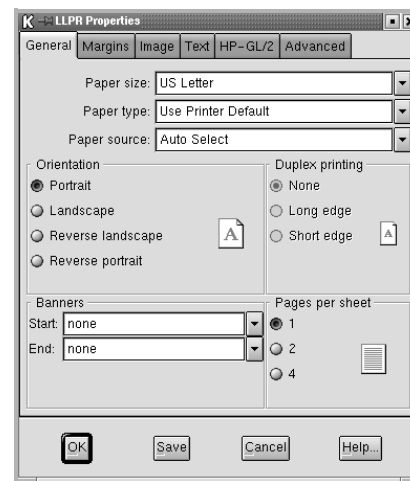 LLPR Properties
General Margins Image Text HP-GL/2 Advanced
Paper size: US Letter
Paper type: Use Printer Default
Paper source: Auto Select
Orientation
Portrait
Landscape
Reverse landscape
Reverse portrait
A
Duplex printing
None
Long edge
Short edge
A
Banners
Start: none
End: none
Pages per sheet
1
2
4
OK Save Cancel Help...